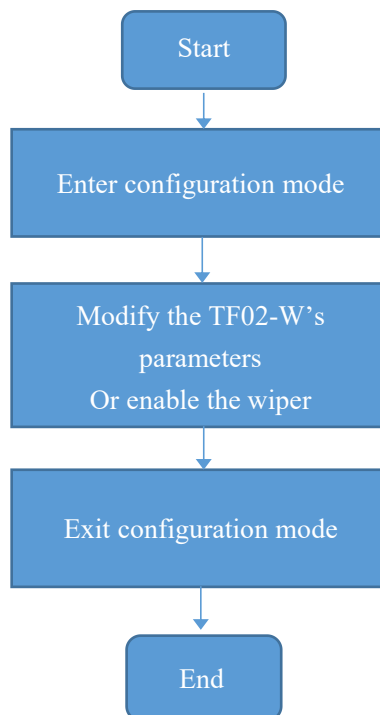 Start
Enter configuration mode
Modify the TF02-W’s
parameters
Or enable the wiper
Exit configuration mode
End